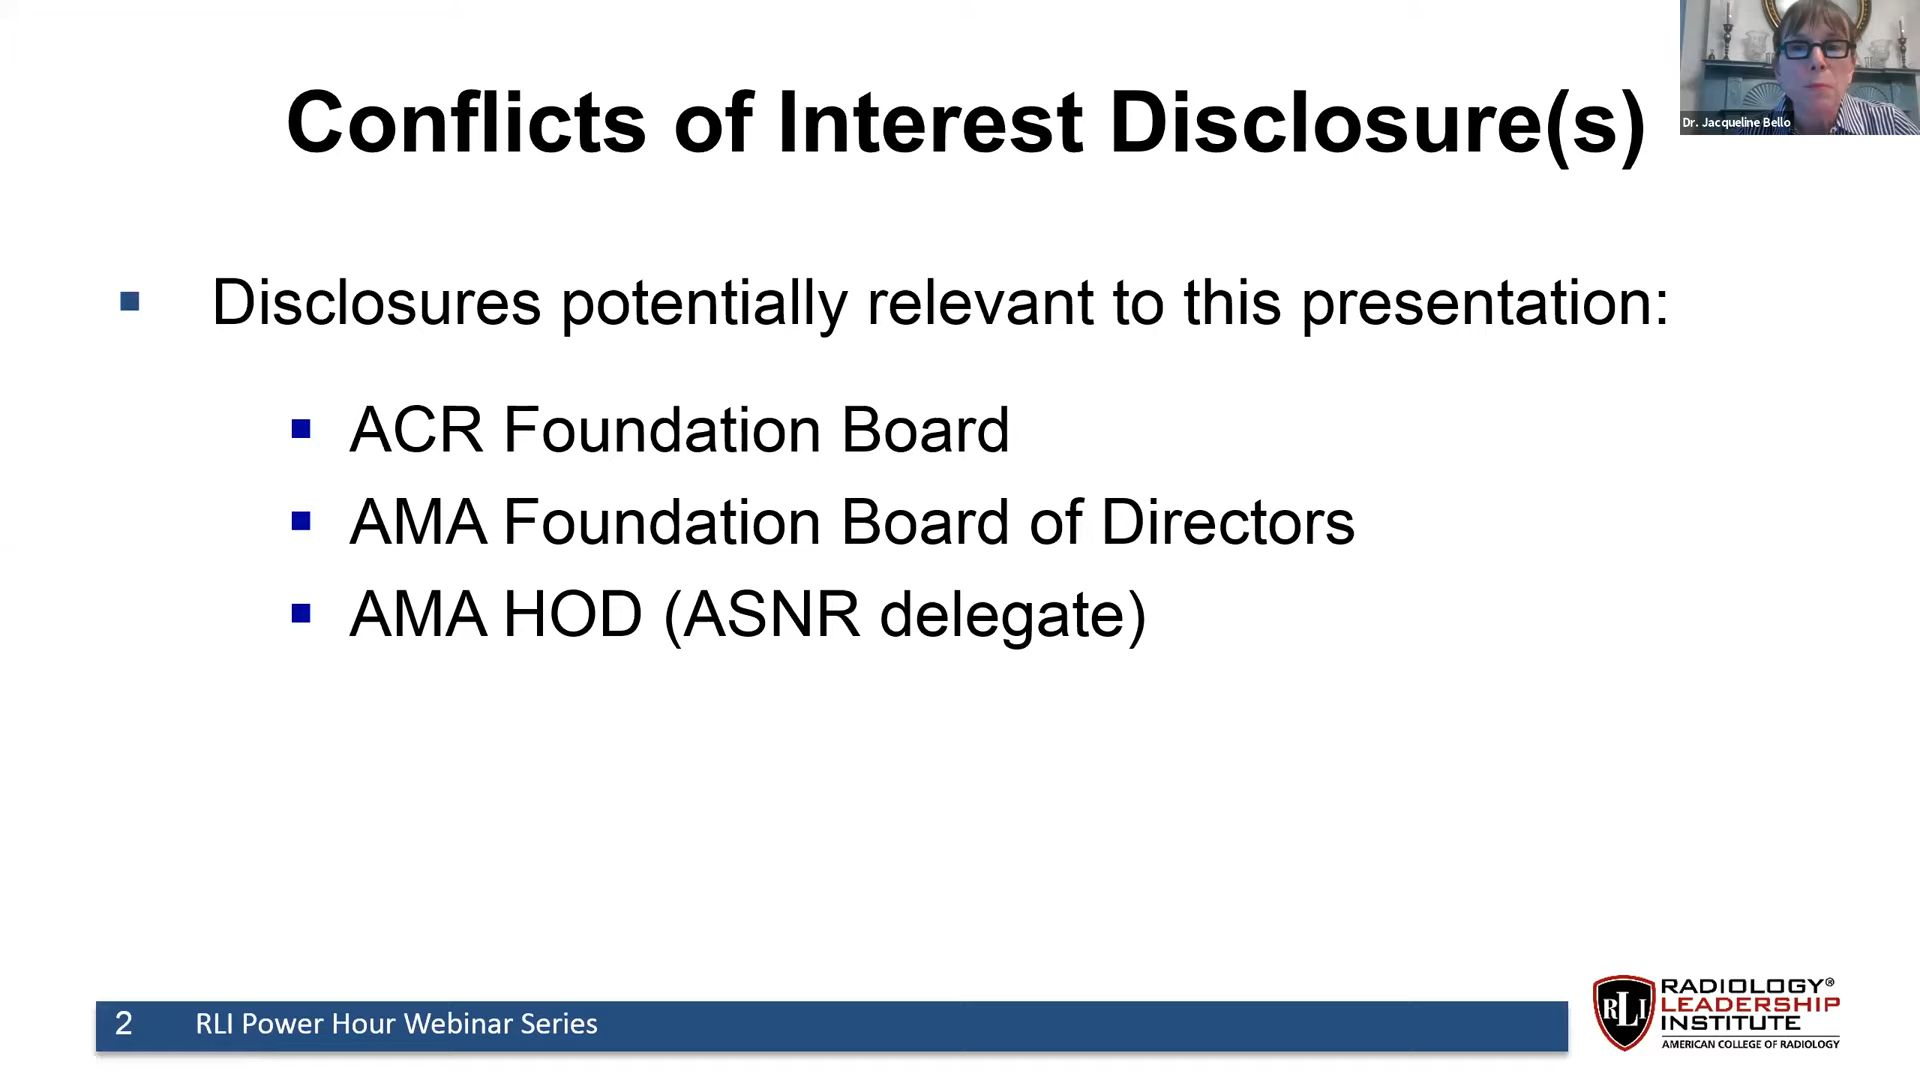 Conflicts of Interest Disclosure(s)
Dr. Jacqueline Bello
Disclosures potentially relevant to this presentation:
ACR Foundation Board
AMA Foundation Board of Directors
AMA HOD (ASNR delegate)
2 RLI Power Hour Webinar Series
RLI
RADIOLOGY®
LEADERSHIP
INSTITUTE
AMERICAN COLLEGE OF RADIOLOGY